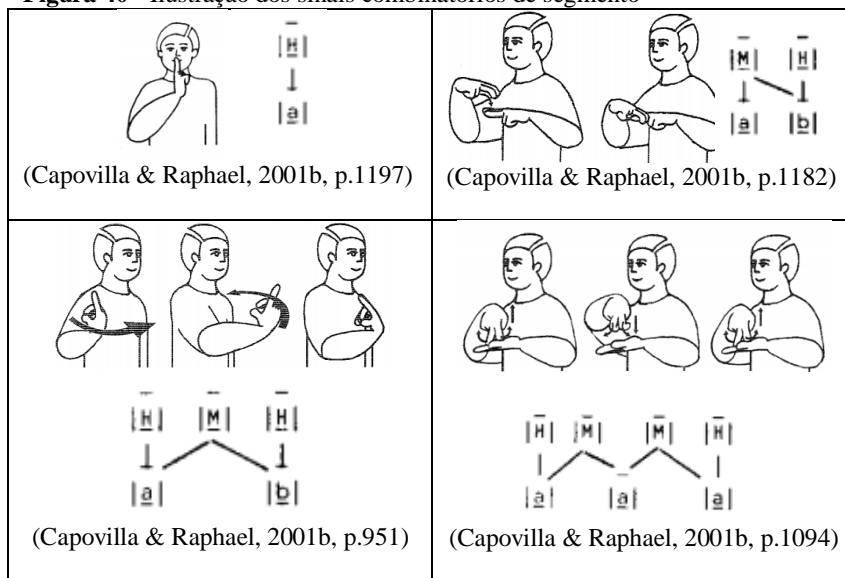 Figura 40 - Ilustração dos sinais combinatórios de segmento
|H|
|a|
(Capovilla & Raphael, 2001b, p.1197)
|M| |H|
|a| |b|
(Capovilla & Raphael, 2001b, p.1182)
|H| |M| |H|
|a| |b|
(Capovilla & Raphael, 2001b, p.951)
|H| |M| |M| |H|
|a| |a| |a|
(Capovilla & Raphael, 2001b, p.1094)